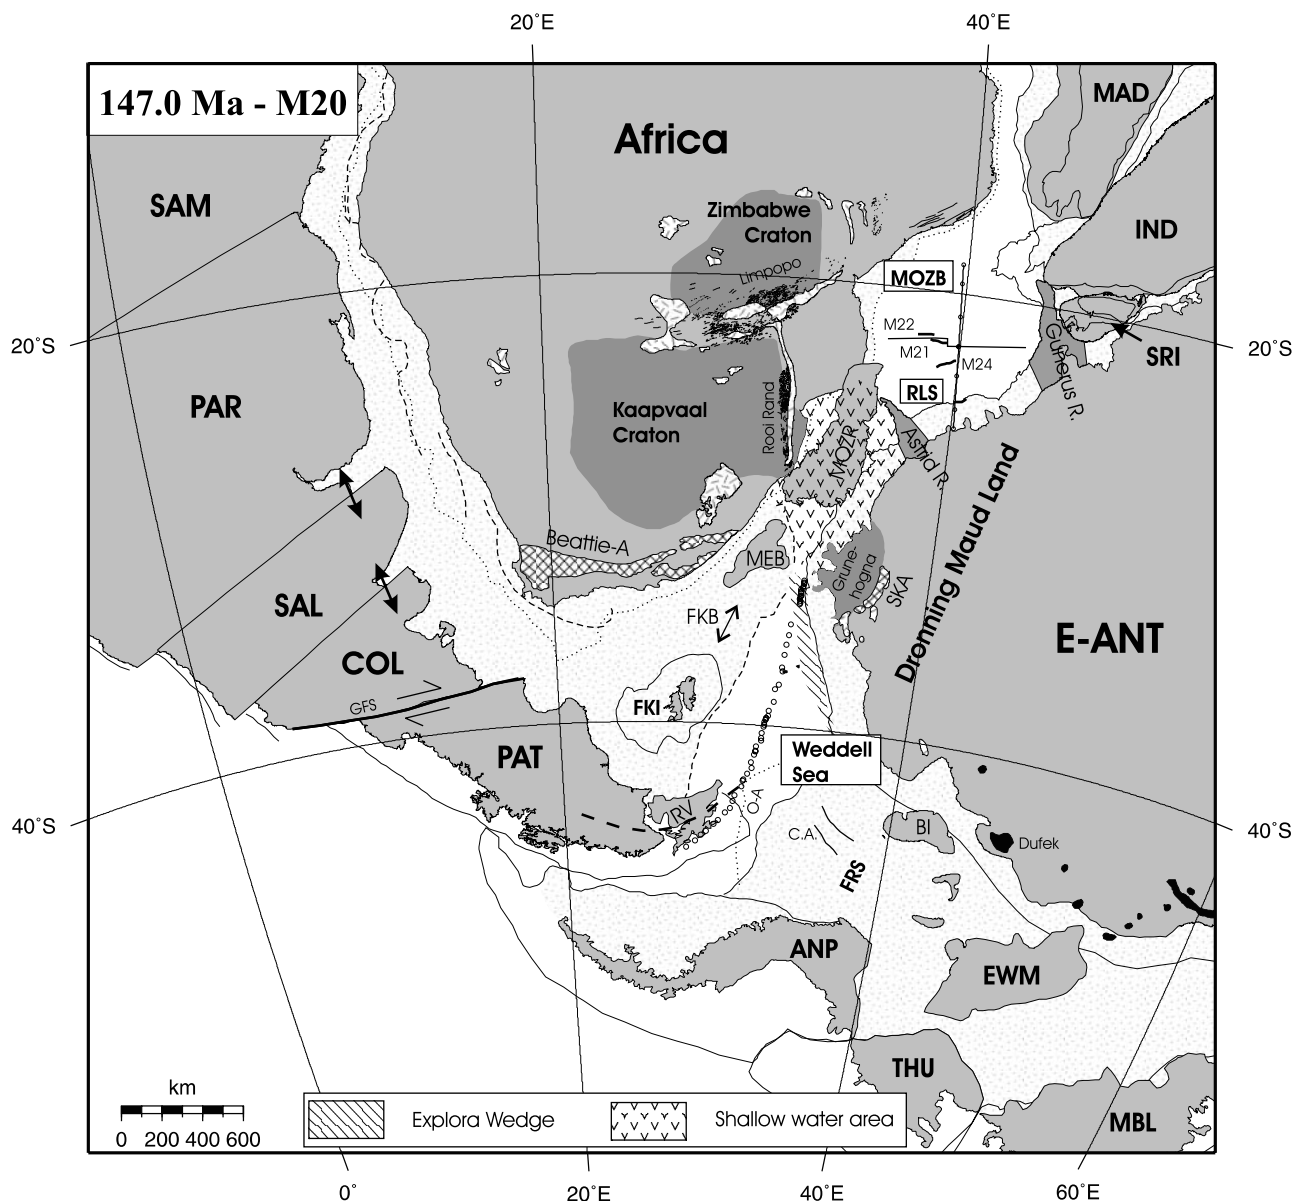 20°E
40°E
147.0 Ma - M20
MAD
Africa
SAM
Zimbabwe
Craton
IND
Limpopo
MOZB
M22
20°S
M21
M24
20°S
SRI
Gunnerus R.
RLS
PAR
Kaapvaal
Craton
Rooi Rand
MOZR
Astrid R.
Beattie-A
MEB
Grune-
hogna
SKA
Dronning Maud Land
SAL
FKB
E-ANT
COL
GFS
FKI
PAT
Weddell
Sea
RV
OA
40°S
C.A.
BI
40°S
Dufek
FRS
ANP
EWM
THU
MBL
km
0 200 400 600
Explora Wedge
Shallow water area
0°
20°E
40°E
60°E